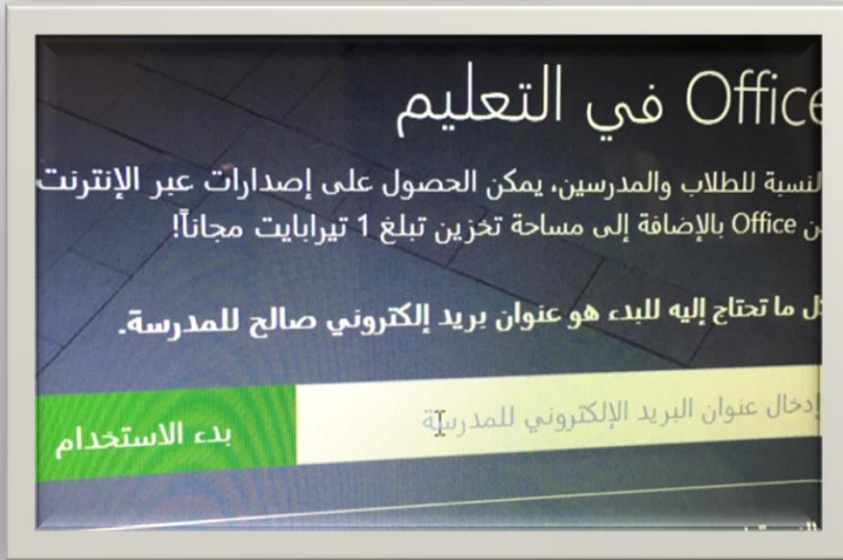 Office في التعليم
لنسبة للطلاب والمدرسين، يمكن الحصول على إصدارات عبر الإنترنت
ن Office بالإضافة إلى مساحة تخزين تبلغ 1 تيرابايت مجاناً!
ل ما تحتاج إليه للبدء هو عنوان بريد إلكتروني صالح للمدرسة.
إدخال عنوان البريد الإلكتروني للمدرسة
بدء الاستخدام